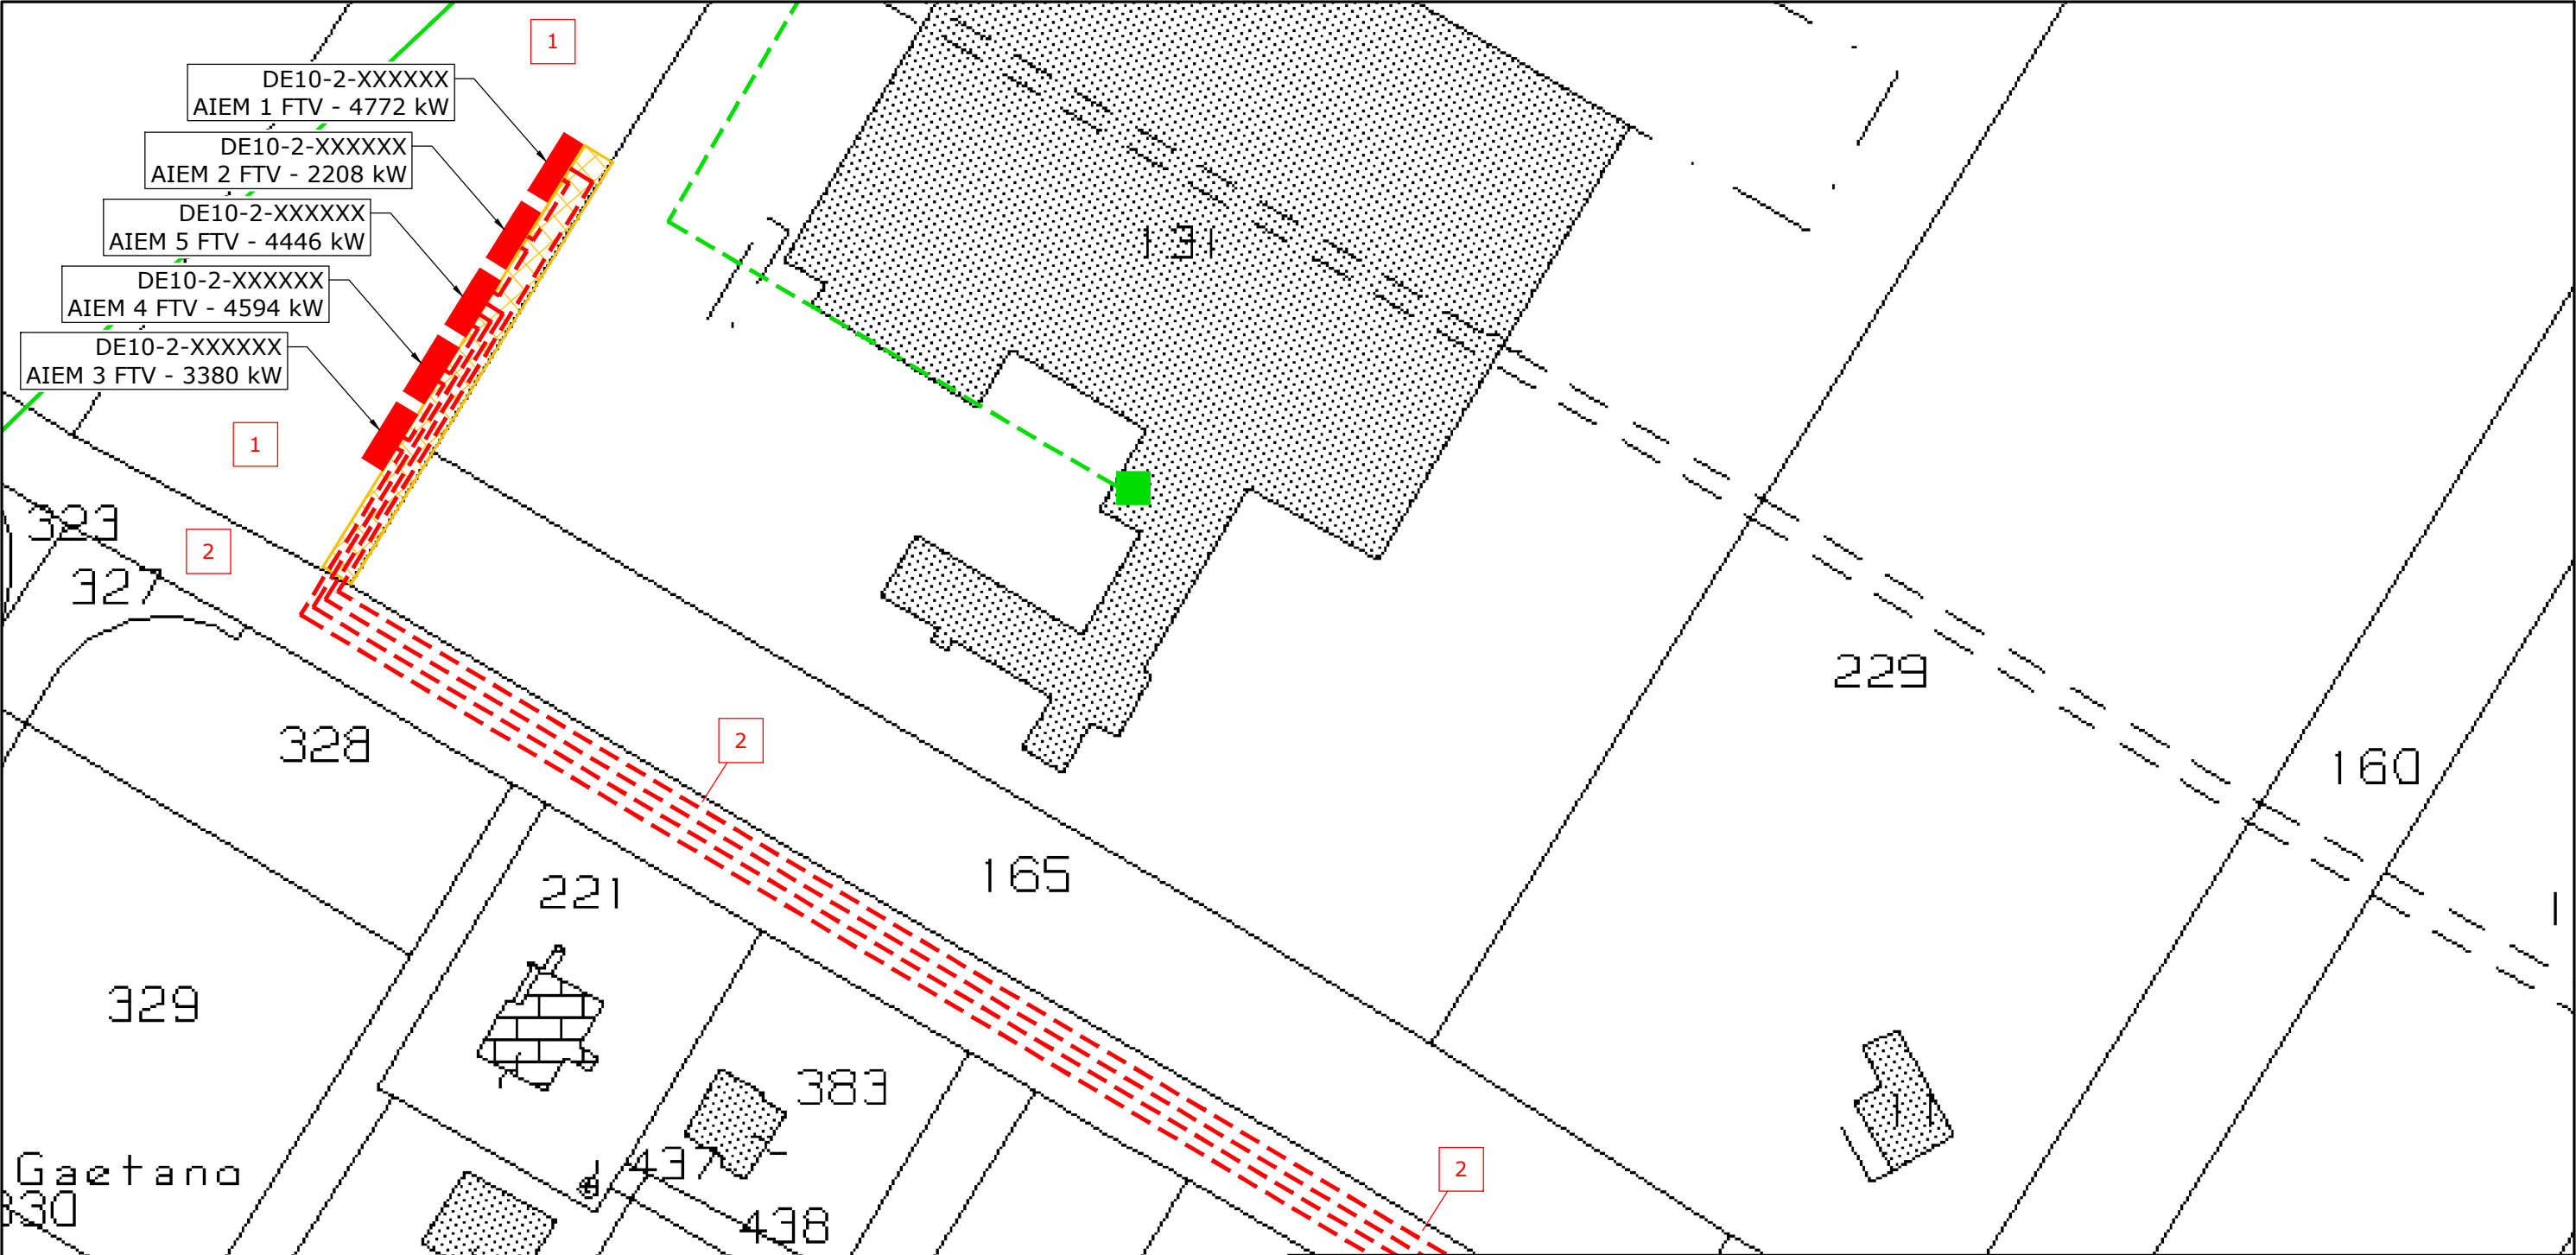 1
DE10-2-XXXXXX
AIEM 1 FTV - 4772 kW
DE10-2-XXXXXX
AIEM 2 FTV - 2208 kW
DE10-2-XXXXXX
AIEM 5 FTV - 4446 kW
DE10-2-XXXXXX
AIEM 4 FTV - 4594 kW
DE10-2-XXXXXX
AIEM 3 FTV - 3380 kW
131
1
323
2
327
229
328
2
160
165
221
329
383
11
437
2
Gaetano
330
438